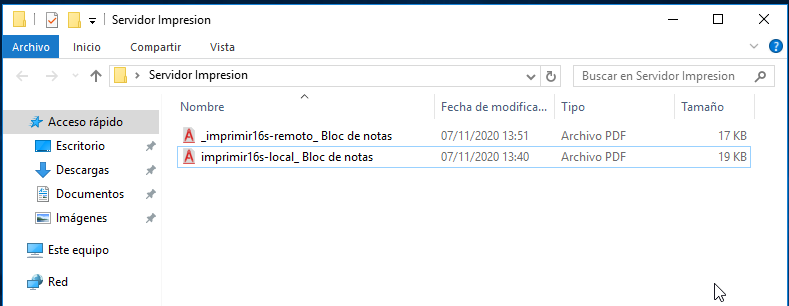 Servidor Impresion
Archivo Inicio Compartir Vista
Servidor Impresion Buscar en Servidor Impresion
Nombre Fecha de modifica... Tipo Tamaño
Acceso rápido
Escritorio
Descargas
Documentos
Imágenes
Este equipo
Red
_imprimir16s-remoto_ Bloc de notas 07/11/2020 13:51 Archivo PDF 17 KB
imprimir16s-local_ Bloc de notas 07/11/2020 13:40 Archivo PDF 19 KB